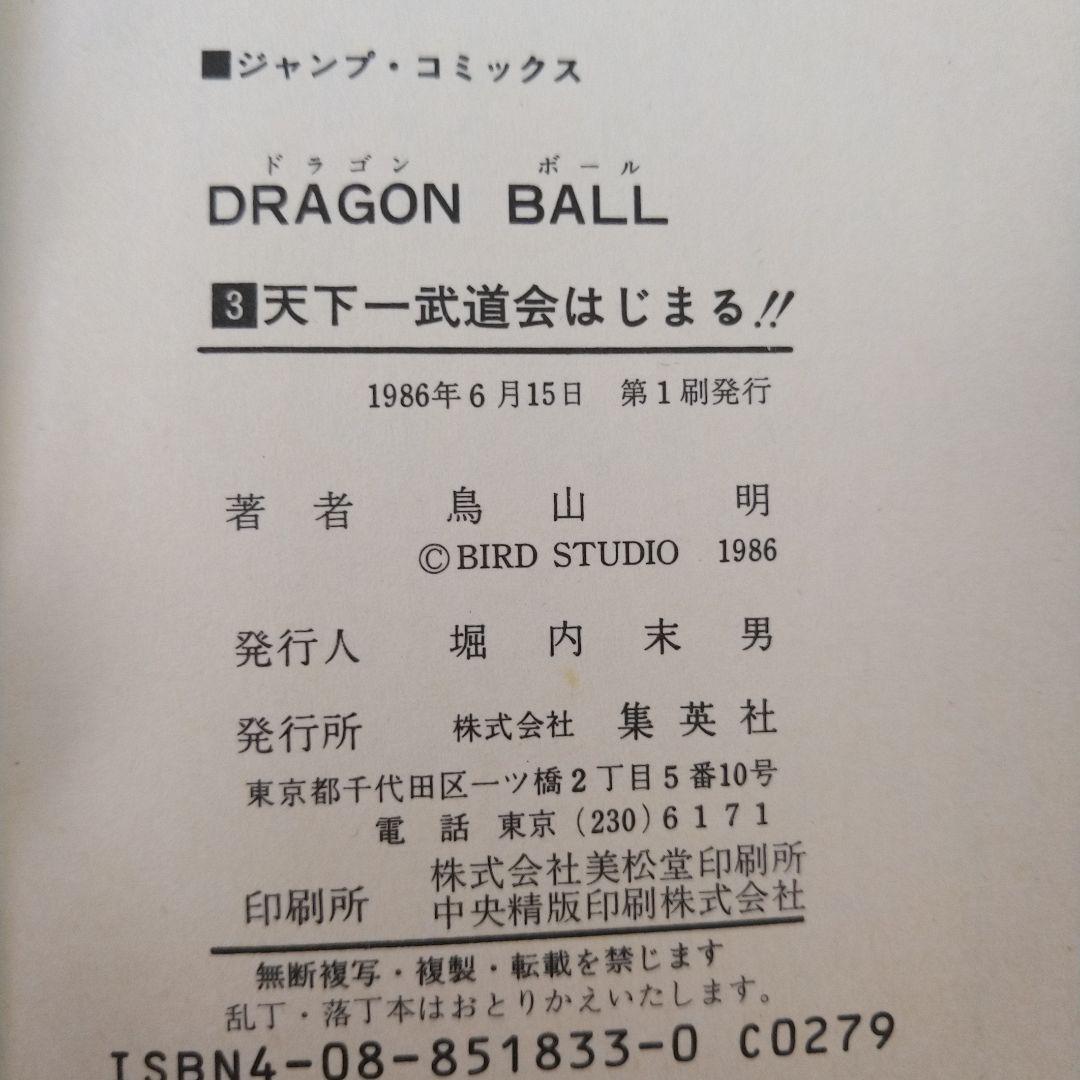 ■ジャンプ・コミックス
ドラゴン ボール
DRAGON BALL
3天下一武道会はじまる!!
1986年6月15日 第1刷発行
著者 鳥山 明
©BIRD STUDIO 1986
発行人 堀内末男
発行所 株式会社 集英社
東京都千代田区一ツ橋2丁目5番10号
電話 東京(230)6171
印刷所 株式会社美松堂印刷所
中央精版印刷株式会社
無断複写・複製・転載を禁じます
乱丁・落丁本はおとりかえいたします。
ISBN4-08-851833-0 C0279